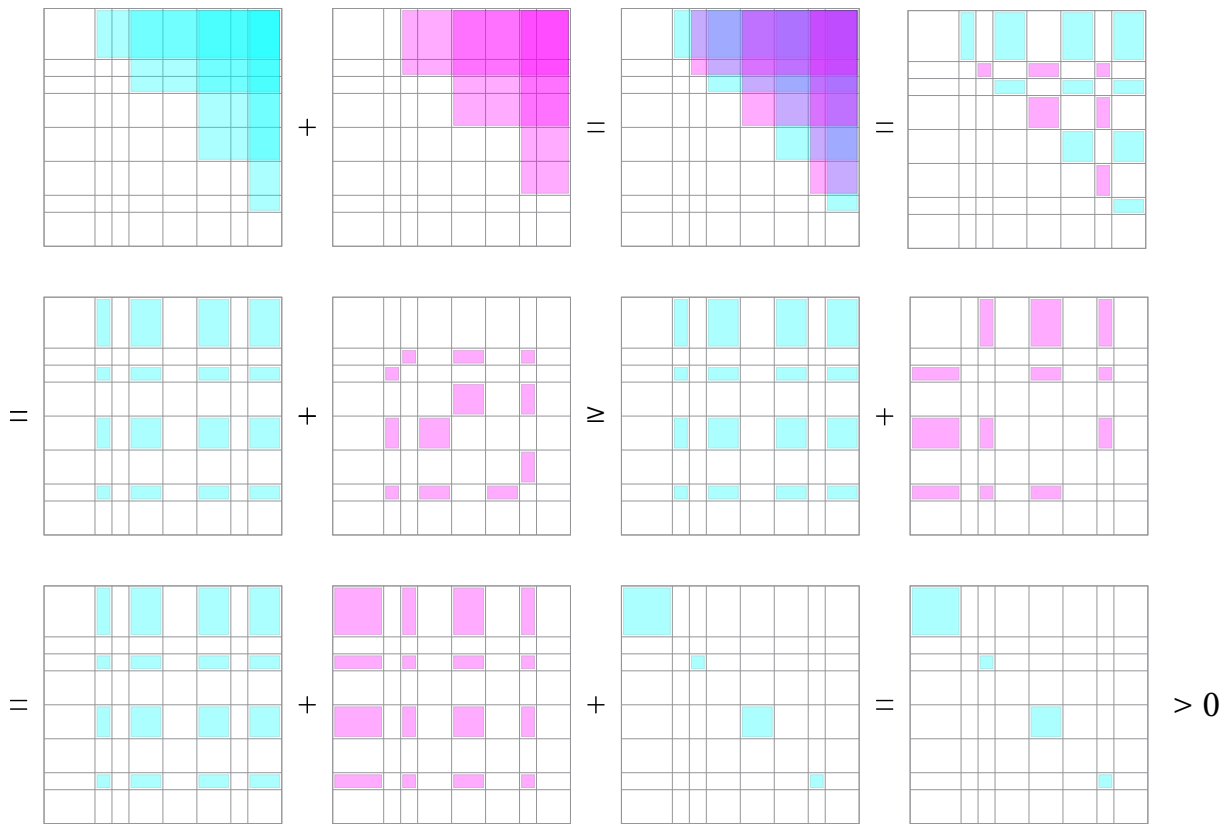 + = =
= + ≥ +
= + + = > 0